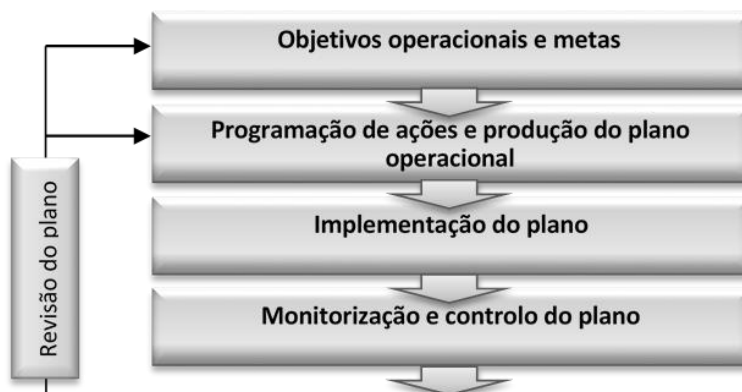 Objetivos operacionais e metas
Programação de ações e produção do plano
operacional
Implementação do plano
Monitorização e controlo do plano
Revisão do plano